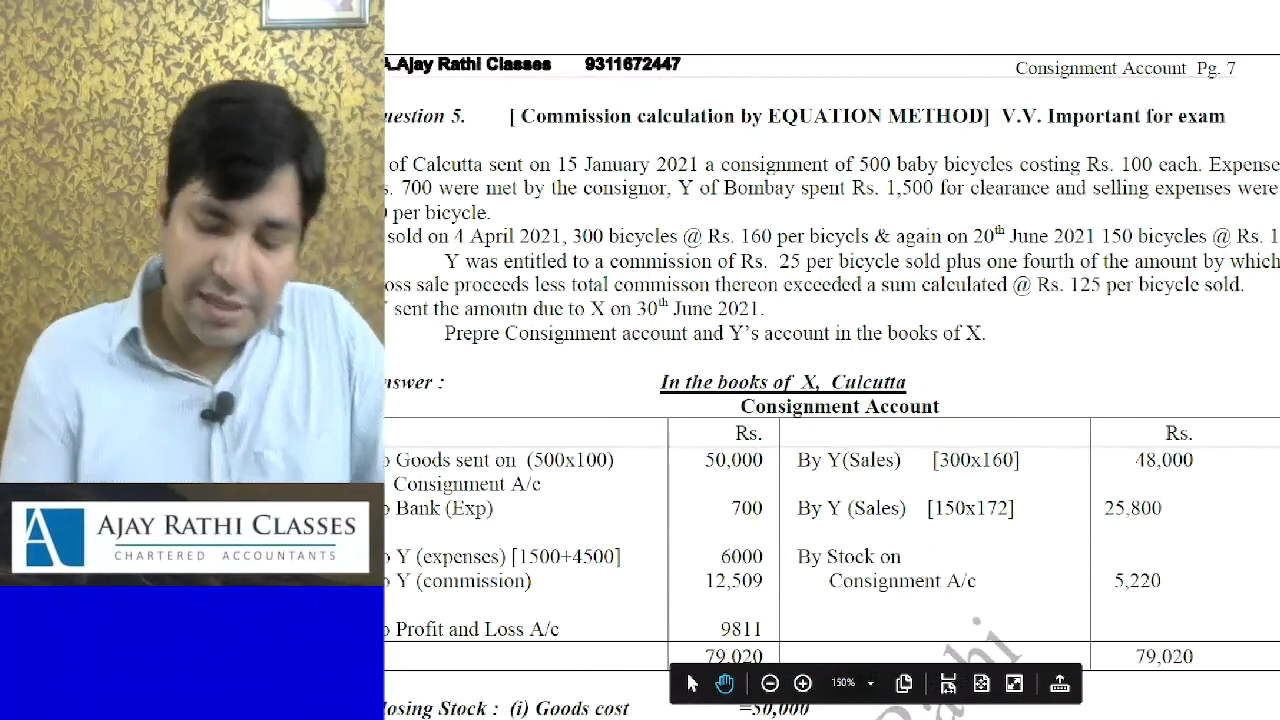 A.Ajay Rathi Classes 9311672447
Consignment Account Pg. 7
uestion 5. [ Commission calculation by EQUATION METHOD] V.V. Important for exam
of Calcutta sent on 15 January 2021 a consignment of 500 baby bicycles costing Rs. 100 each. Expense
s. 700 were met by the consignor, Y of Bombay spent Rs. 1,500 for clearance and selling expenses were
0 per bicycle.
sold on 4 April 2021, 300 bicycles @ Rs. 160 per bicycls & again on 20th June 2021 150 bicycles @ Rs. 1
Y was entitled to a commission of Rs. 25 per bicycle sold plus one fourth of the amount by which
oss sale proceeds less total commisson thereon exceeded a sum calculated @ Rs. 125 per bicycle sold.
Y sent the amoutn due to X on 30th June 2021.
Prepre Consignment account and Y's account in the books of X.
nswer : In the books of X, Calcutta
Consignment Account
Rs. Rs.
o Goods sent on (500x100) 50,000 By Y(Sales) [300x160] 48,000
Consignment A/c
o Bank (Exp) 700 By Y (Sales) [150x172] 25,800
o Y (expenses) [1500+4500] 6000 By Stock on
o Y (commission) 12,509 Consignment A/c 5,220
o Profit and Loss A/c 9811
79,020 79,020
150%
losing Stock : (i) Goods cost =50,000
Rathi
AJAY RATHI CLASSES
CHARTERED ACCOUNTANTS